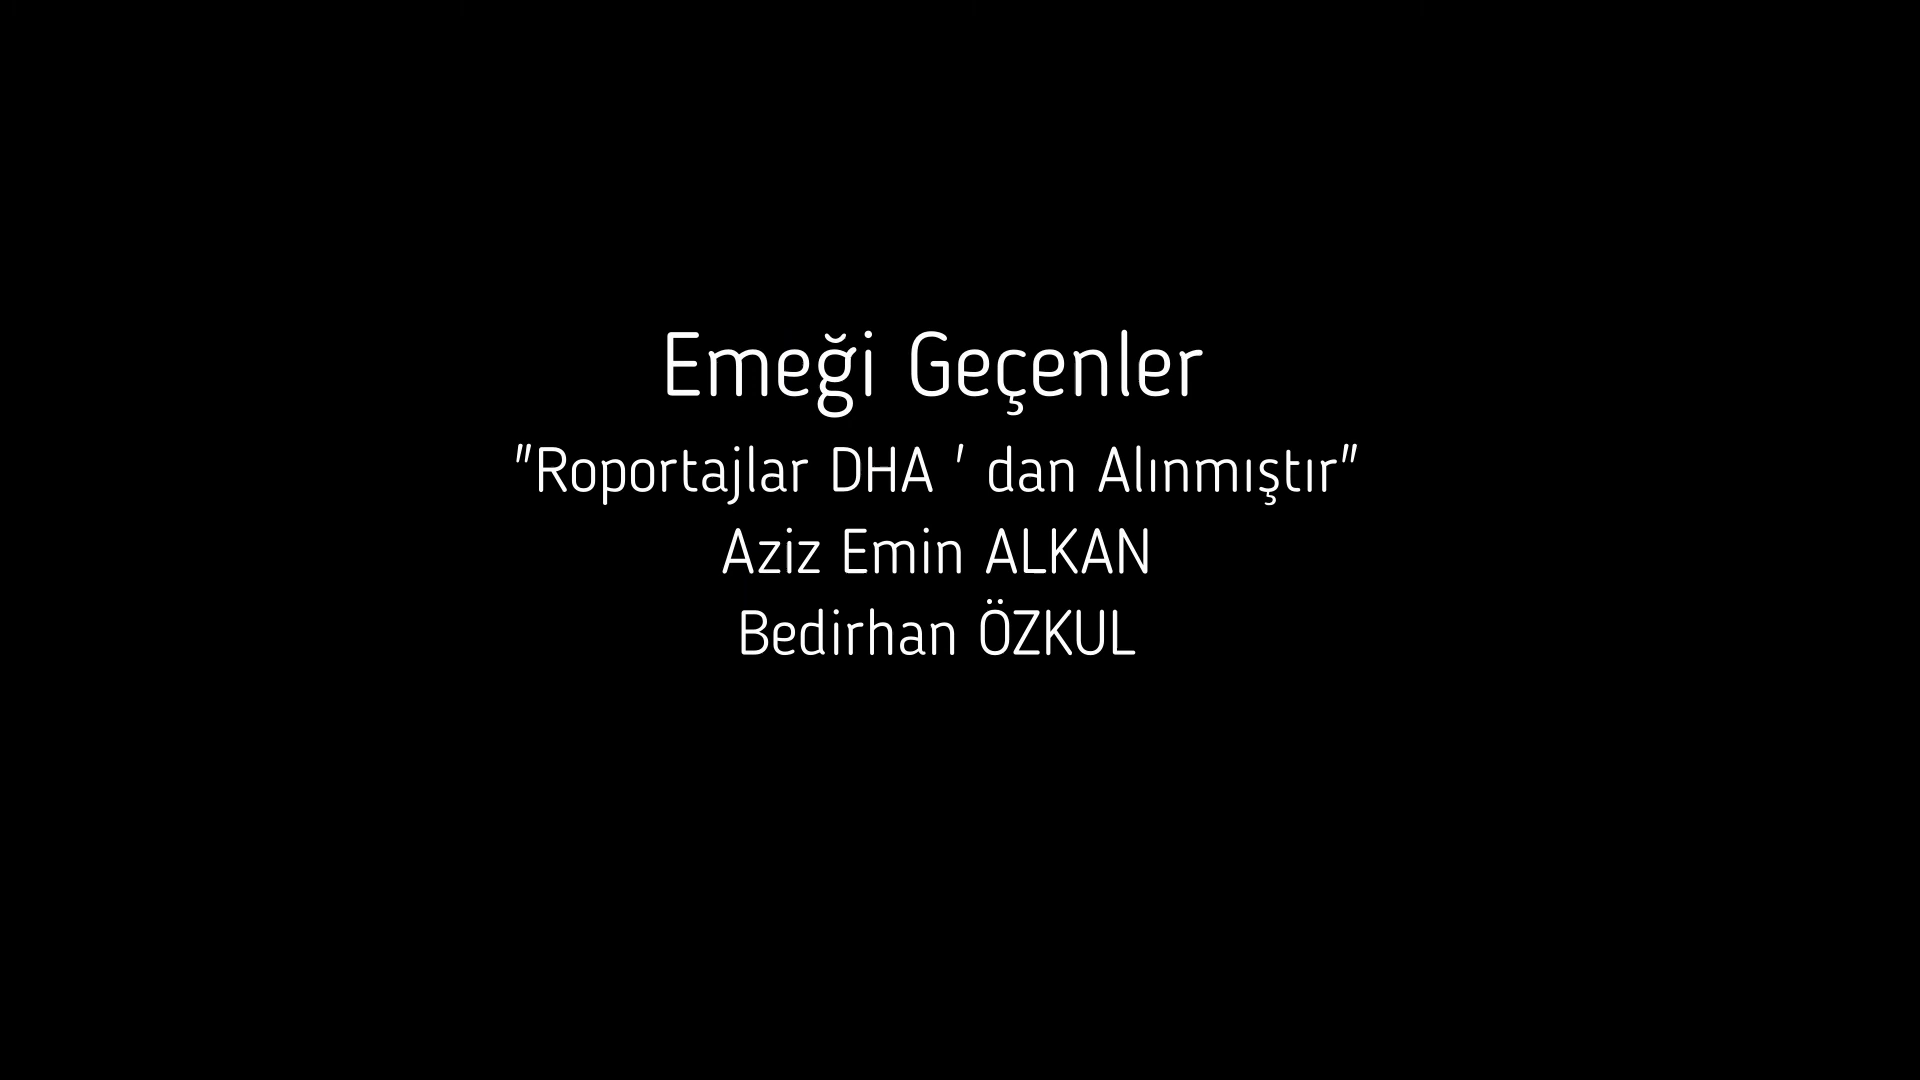 Emeği Geçenler
"Roportajlar DHA ' dan Alınmıştır"
Aziz Emin ALKAN
Bedirhan ÖZKUL